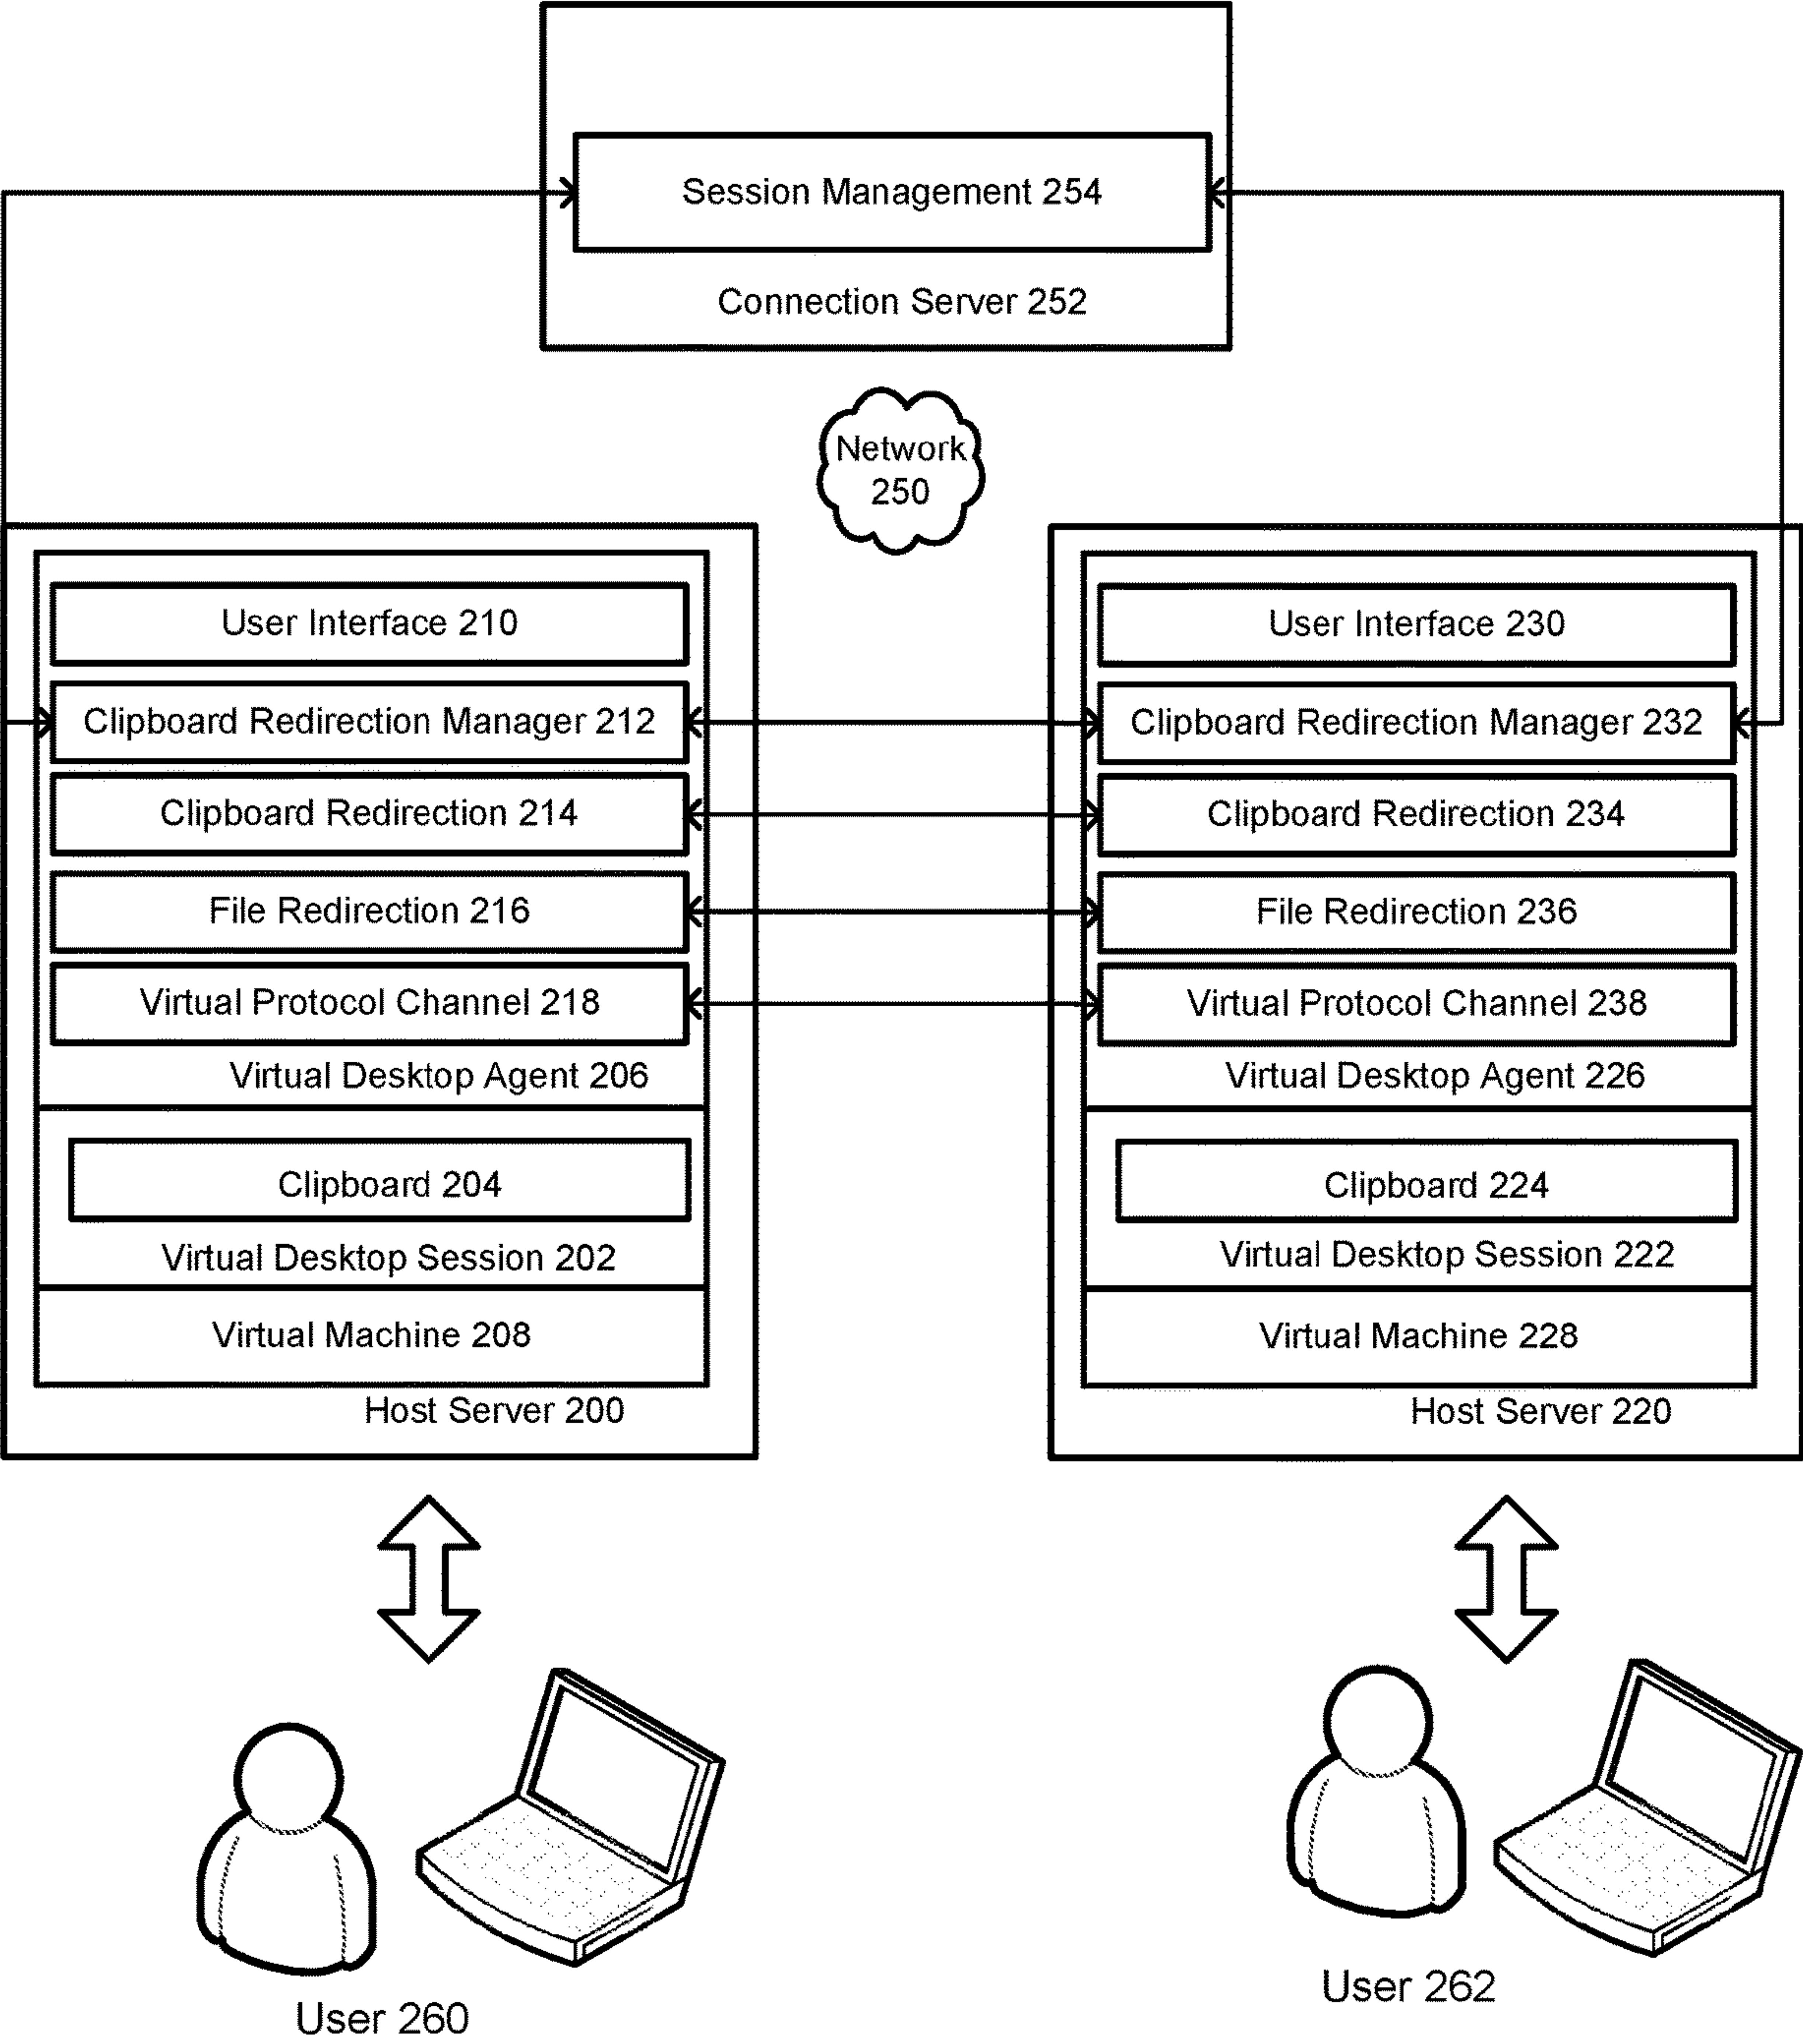 Session Management 254
Connection Server 252
Network
250
User Interface 210
Clipboard Redirection Manager 212
Clipboard Redirection 214
File Redirection 216
Virtual Protocol Channel 218
Virtual Desktop Agent 206
Clipboard 204
Virtual Desktop Session 202
Virtual Machine 208
Host Server 200
User Interface 230
Clipboard Redirection Manager 232
Clipboard Redirection 234
File Redirection 236
Virtual Protocol Channel 238
Virtual Desktop Agent 226
Clipboard 224
Virtual Desktop Session 222
Virtual Machine 228
Host Server 220
User 260
User 262